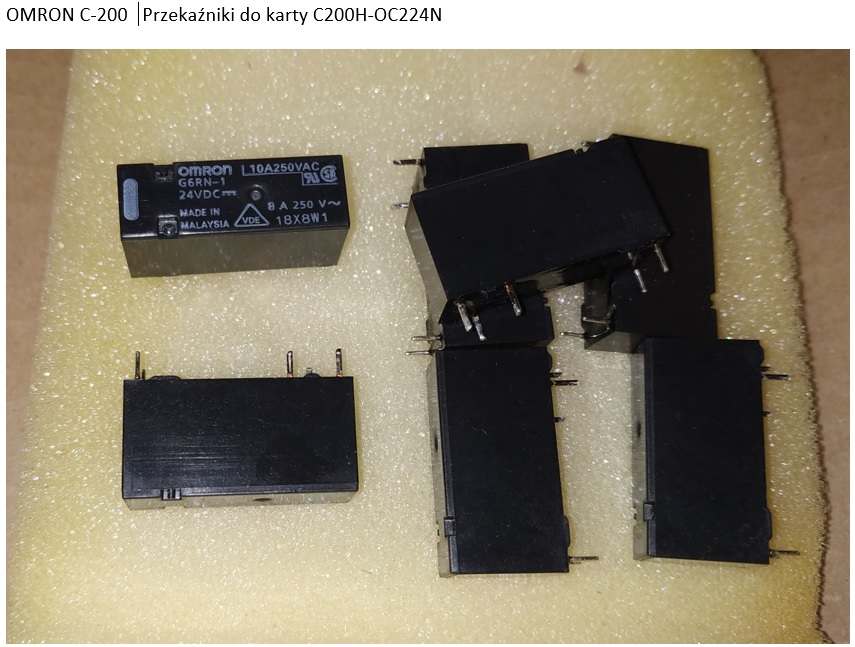 OMRON C-200 Przekaźniki do karty C200H-OC224N
OMRON 10A250VAC
G6RN-1
24VDC
8 A 250 V~
MADE IN
MALAYSIA VDE 18X8W1